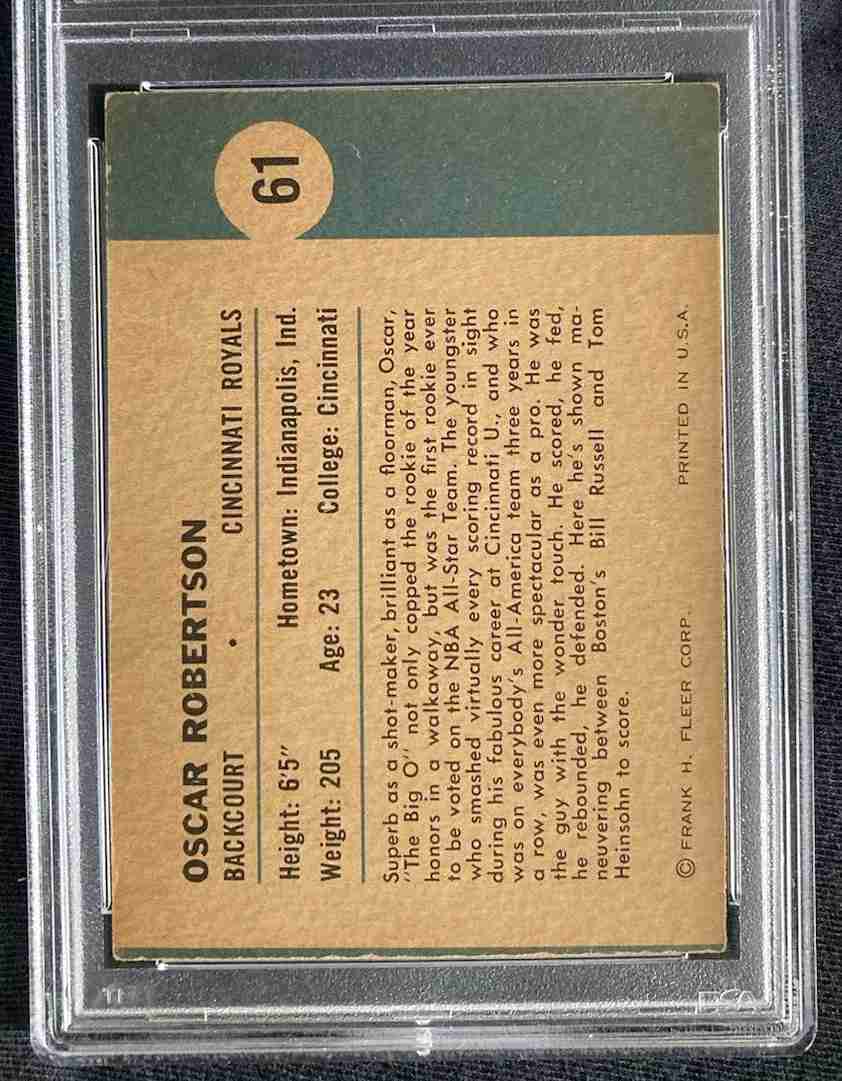 61
OSCAR ROBERTSON
BACKCOURT • CINCINNATI ROYALS
Height: 6'5" Hometown: Indianapolis, Ind.
Weight: 205 Age: 23 College: Cincinnati
Superb as a shot-maker, brilliant as a floorman, Oscar,
"The Big O" not only copped the rookie of the year
honors in a walkaway, but was the first rookie ever
to be voted on the NBA All-Star Team. The youngster
who smashed virtually every scoring record in sight
during his fabulous career at Cincinnati U., and who
was on everybody's All-America team three years in
a row, was even more spectacular as a pro. He was
the guy with the wonder touch. He scored, he fed,
he rebounded, he defended. Here he's shown ma-
neuvering between Boston's Bill Russell and Tom
Heinsohn to score.
© FRANK H. FLEER CORP. PRINTED IN U.S.A.
PSA